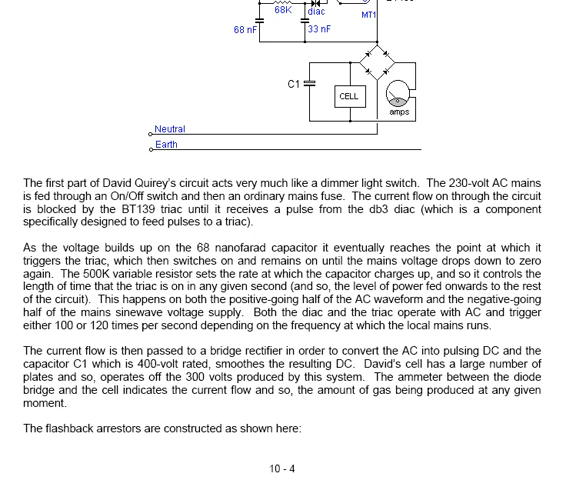 68K
diac
MT1
68 nF
33 nF
C1
CELL
amps
Neutral
Earth
The first part of David Quirey's circuit acts very much like a dimmer light switch. The 230-volt AC mains
is fed through an On/Off switch and then an ordinary mains fuse. The current flow on through the circuit
is blocked by the BT139 triac until it receives a pulse from the db3 diac (which is a component
specifically designed to feed pulses to a triac).
As the voltage builds up on the 68 nanofarad capacitor it eventually reaches the point at which it
triggers the triac, which then switches on and remains on until the mains voltage drops down to zero
again. The 500K variable resistor sets the rate at which the capacitor charges up, and so it controls the
length of time that the triac is on in any given second (and so, the level of power fed onwards to the rest
of the circuit). This happens on both the positive-going half of the AC waveform and the negative-going
half of the mains sinewave voltage supply. Both the diac and the triac operate with AC and trigger
either 100 or 120 times per second depending on the frequency at which the local mains runs.
The current flow is then passed to a bridge rectifier in order to convert the AC into pulsing DC and the
capacitor C1 which is 400-volt rated, smoothes the resulting DC. David's cell has a large number of
plates and so, operates off the 300 volts produced by this system. The ammeter between the diode
bridge and the cell indicates the current flow and so, the amount of gas being produced at any given
moment.
The flashback arrestors are constructed as shown here:
10 - 4